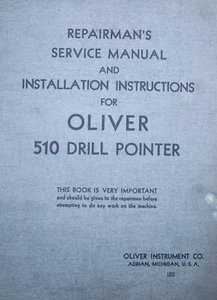 REPAIRMAN'S
SERVICE MANUAL
AND
INSTALLATION INSTRUCTIONS
FOR
OLIVER
510 DRILL POINTER
THIS BOOK IS VERY IMPORTANT
and should be given to the repairman before
attempting to do any work on the machine.
OLIVER INSTRUMENT CO.
ADRIAN, MICHIGAN, U. S. A.